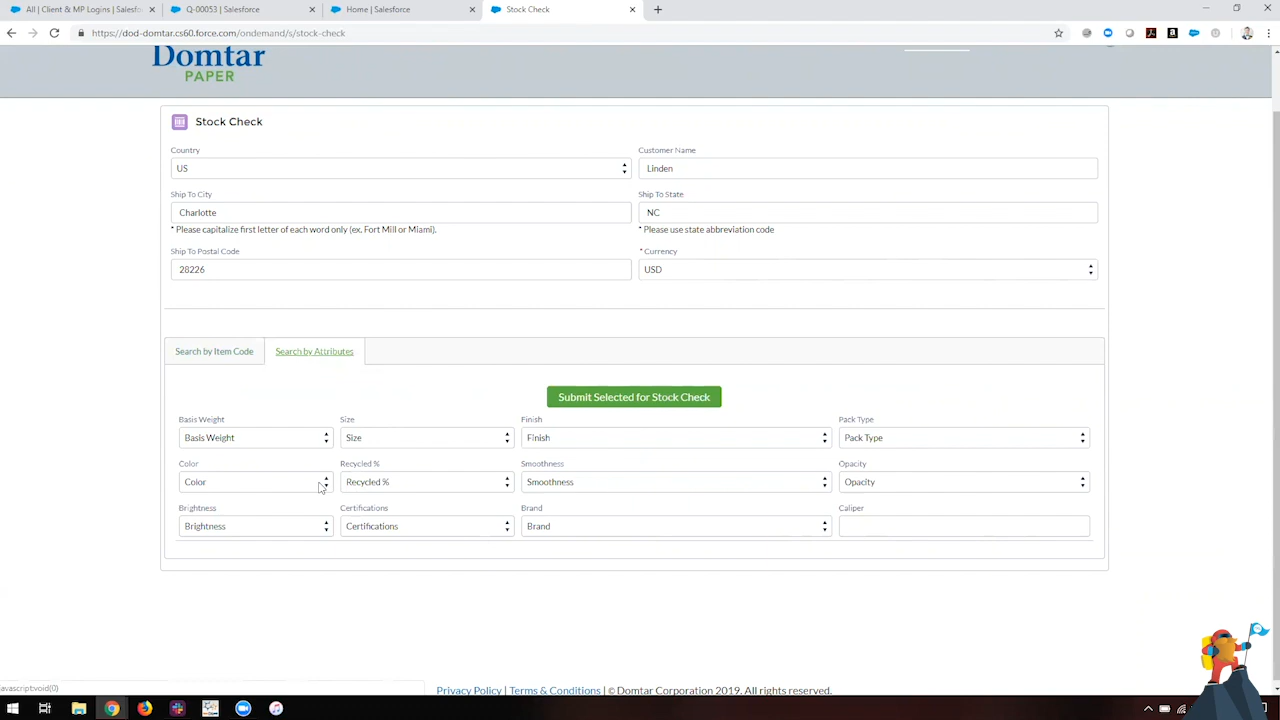 All | Client & MP Logins | Salesfo
Q-00053 | Salesforce
Home | Salesforce
Stock Check
https://dod-domtar.cs60.force.com/ondemand/s/stock-check
Domtar
PAPER
Stock Check
Country
Customer Name
US
Linden
Ship To City
Ship To State
Charlotte
NC
* Please capitalize first letter of each word only (ex. Fort Mill or Miami).
* Please use state abbreviation code
Ship To Postal Code
* Currency
28226
USD
Search by Item Code
Search by Attributes
Submit Selected for Stock Check
Basis Weight
Size
Finish
Pack Type
Basis Weight
Size
Finish
Pack Type
Color
Recycled %
Smoothness
Opacity
Color
Recycled %
Smoothness
Opacity
Brightness
Certifications
Brand
Caliper
Brightness
Certifications
Brand
javascript:void(0)
Privacy Policy | Terms & Conditions | © Domtar Corporation 2019. All rights reserved.